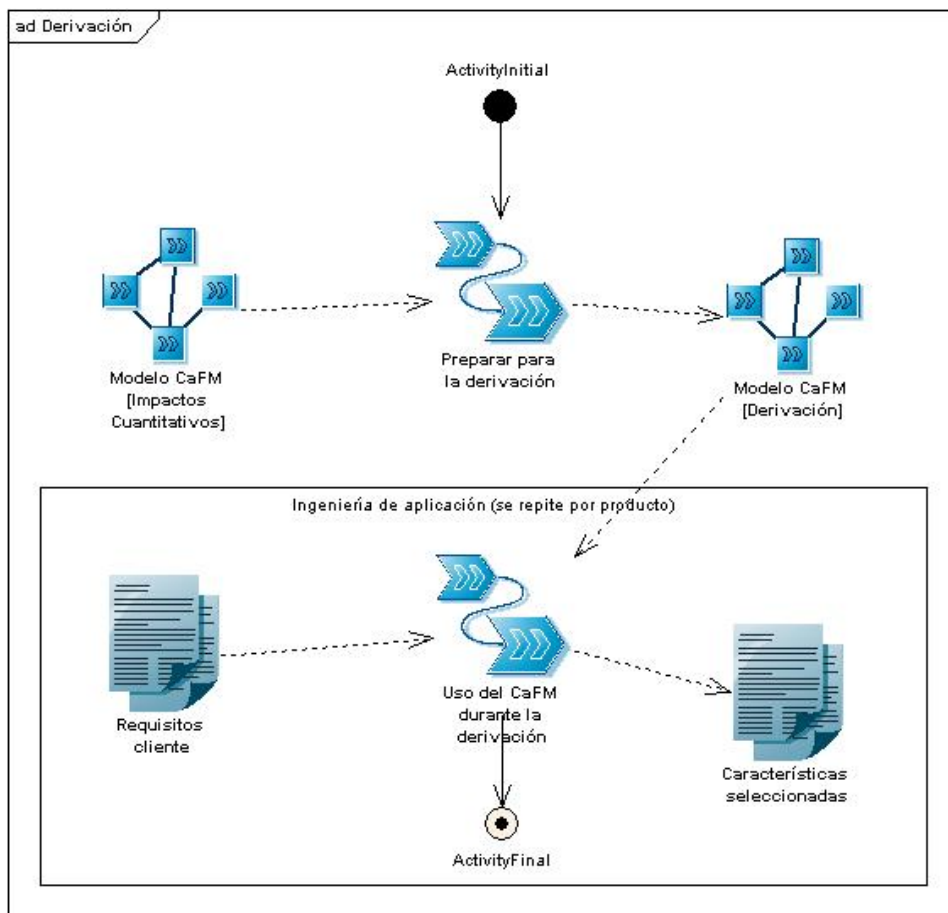 ad Derivación
ActivityInitial
Modelo CaFM
[Impactos
Cuantitativos]
Preparar para
la derivación
Modelo CaFM
[Derivación]
Ingeniería de aplicación (se repite por producto)
Requisitos
cliente
Uso del CaFM
durante la
derivación
Características
seleccionadas
ActivityFinal